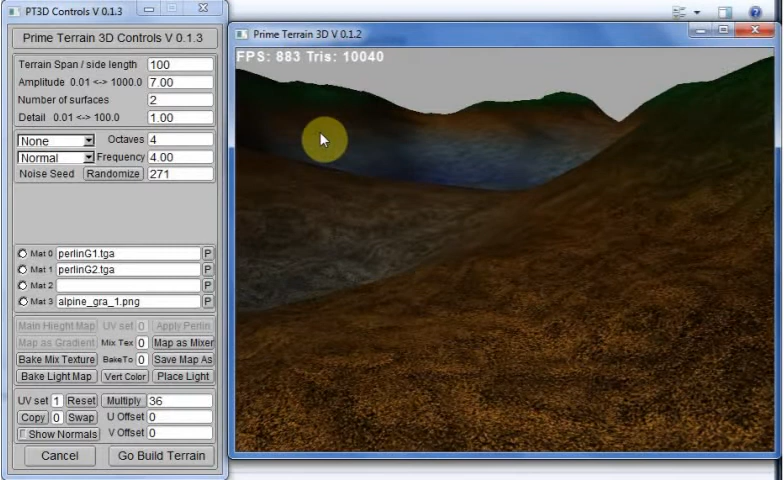 PT3D Controls V 0.1.3
Prime Terrain 3D Controls V 0.1.3
Terrain Span / side length 100
Amplitude 0.01 <-> 1000.0 7.00
Number of surfaces 2
Detail 0.01 <-> 100.0 1.00
None Octaves 4
Normal Frequency 4.00
Noise Seed Randomize 271
Mat 0 perlinG1.tga P
Mat 1 perlinG2.tga P
Mat 2 P
Mat 3 alpine_gra_1.png P
Main Hieght Map UV set 0 Apply Perlin
Map as Gradient Mix Tex 0 Map as Mixer
Bake Mix Texture BakeTo 0 Save Map As
Bake Light Map Vert Color Place Light
UV set 1 Reset Multiply 36
Copy 0 Swap U Offset 0
Show Normals V Offset 0
Cancel Go Build Terrain
Prime Terrain 3D V 0.1.2
FPS: 883 Tris: 10040